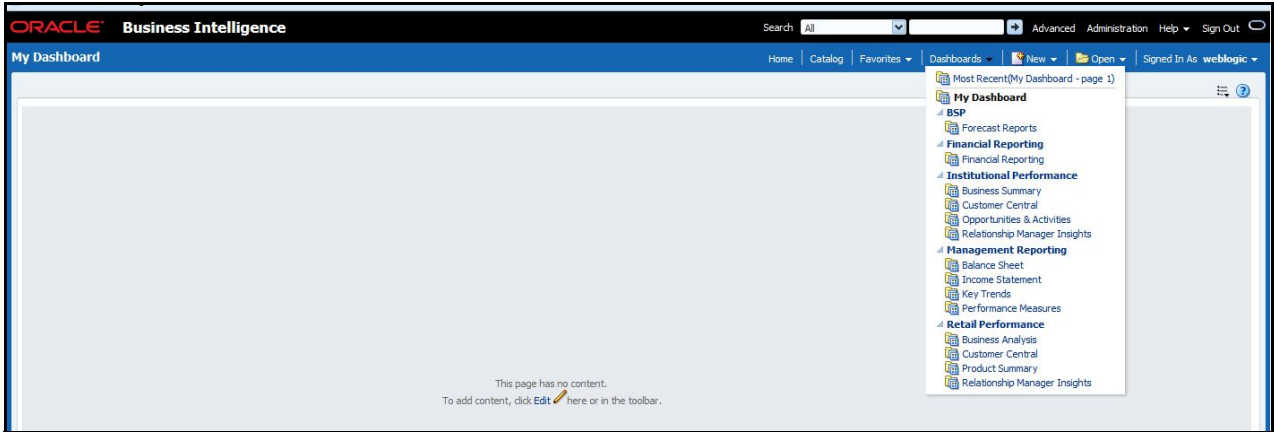 ORACLE Business Intelligence Search All Advanced Administration Help Sign Out
My Dashboard Home Catalog Favorites Dashboards New Open Signed In As weblogic
Most Recent(My Dashboard - page 1)
My Dashboard
BSP
Forecast Reports
Financial Reporting
Financial Reporting
Institutional Performance
Business Summary
Customer Central
Opportunities & Activities
Relationship Manager Insights
Management Reporting
Balance Sheet
Income Statement
Key Trends
Performance Measures
Retail Performance
Business Analysis
Customer Central
Product Summary
Relationship Manager Insights
This page has no content.
To add content, click Edit here or in the toolbar.